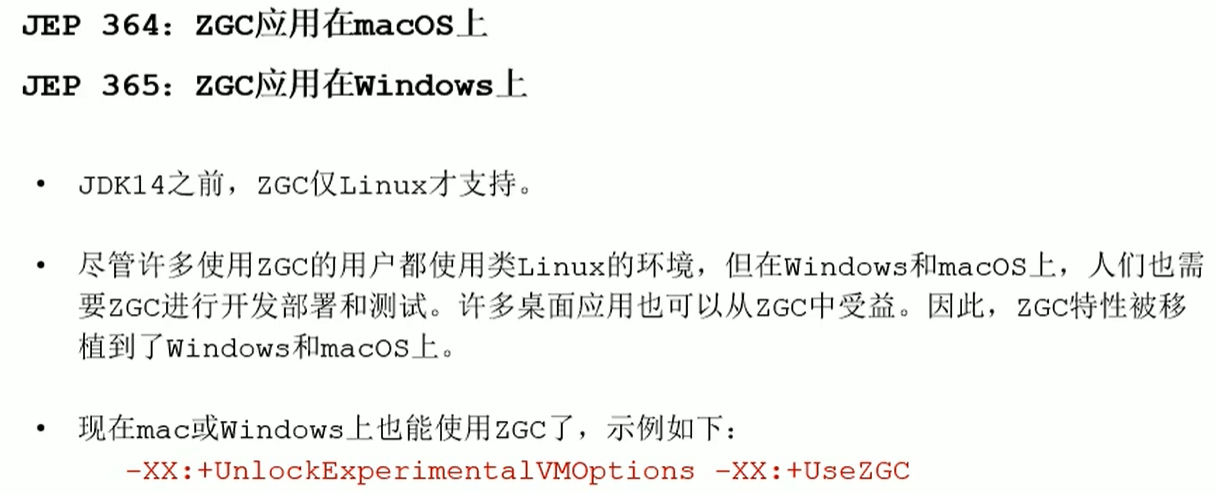 JEP 364：ZGC应用在macOS上
JEP 365：ZGC应用在Windows上
• JDK14之前，ZGC仅Linux才支持。
• 尽管许多使用ZGC的用户都使用类Linux的环境，但在Windows和macOS上，人们也需
要ZGC进行开发部署和测试。许多桌面应用也可以从ZGC中受益。因此，ZGC特性被移
植到了Windows和macOS上。
• 现在mac或Windows上也能使用ZGC了，示例如下：
-XX:+UnlockExperimentalVMOptions -XX:+UseZGC